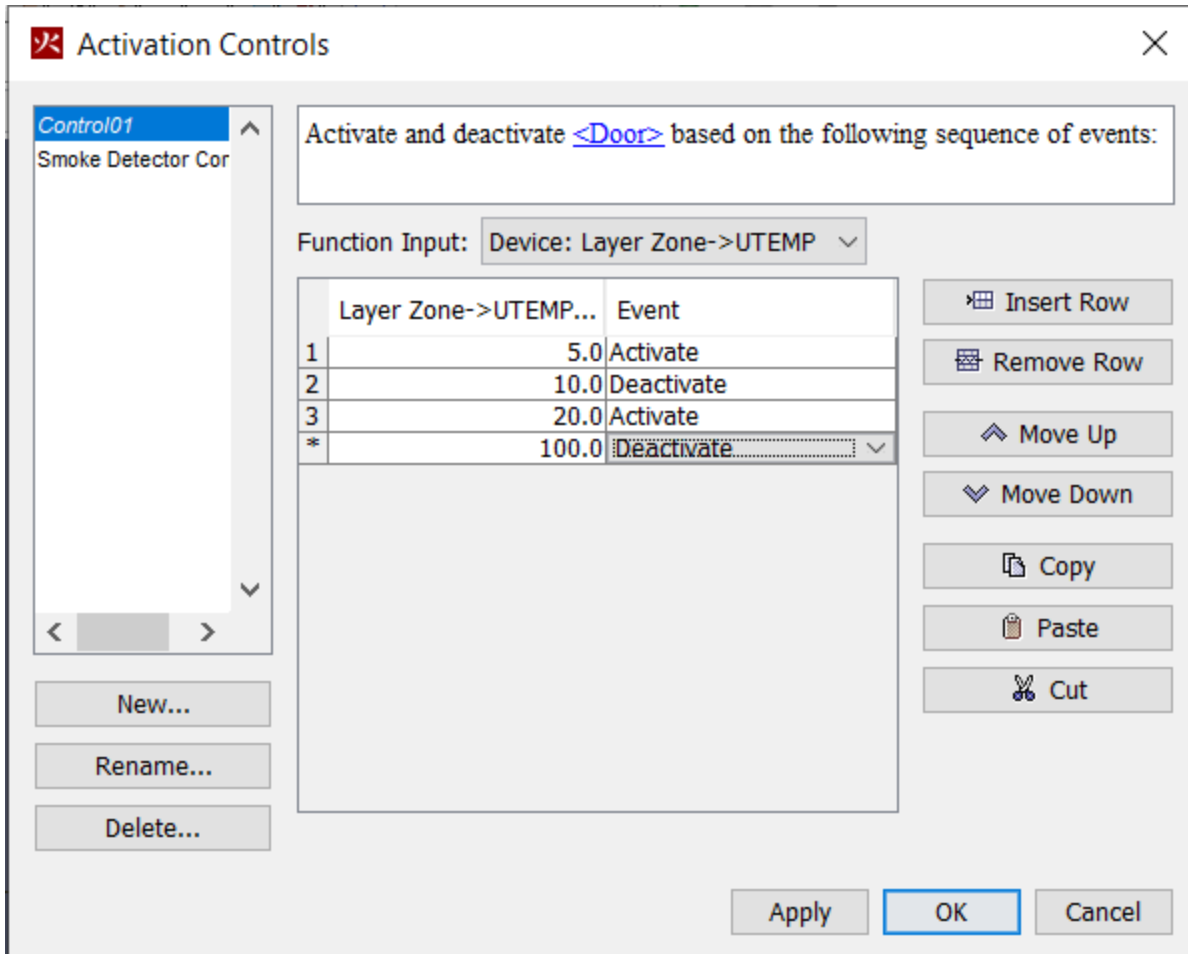 火 Activation Controls
Control01
Smoke Detector Cor
Activate and deactivate <Door> based on the following sequence of events:
Function Input: Device: Layer Zone->UTEMP
Layer Zone->UTEMP... Event
1 5.0 Activate
2 10.0 Deactivate
3 20.0 Activate
* 100.0 Deactivate
Insert Row
Remove Row
Move Up
Move Down
Copy
Paste
Cut
New...
Rename...
Delete...
Apply OK Cancel